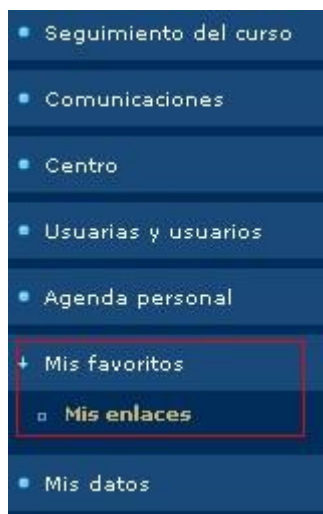 Seguimiento del curso
Comunicaciones
Centro
Usuarias y usuarios
Agenda personal
Mis favoritos
Mis enlaces
Mis datos